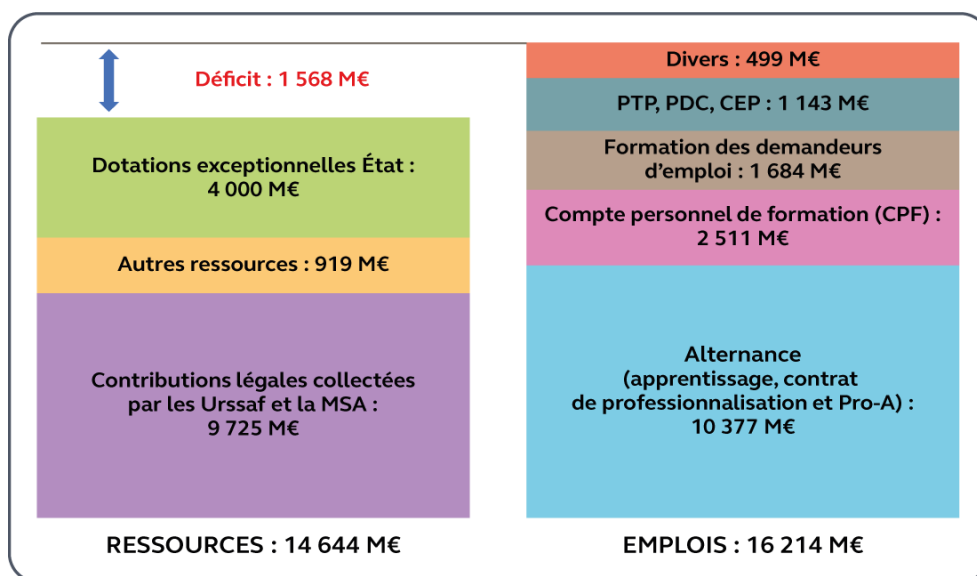 Déficit : 1 568 M€
Dotations exceptionnelles État :
4 000 M€
Autres ressources : 919 M€
Contributions légales collectées
par les Urssaf et la MSA :
9 725 M€
RESSOURCES : 14 644 M€
Divers : 499 M€
PTP, PDC, CEP : 1 143 M€
Formation des demandeurs
d’emploi : 1 684 M€
Compte personnel de formation (CPF) :
2 511 M€
Alternance
(apprentissage, contrat
de professionnalisation et Pro-A) :
10 377 M€
EMPLOIS : 16 214 M€